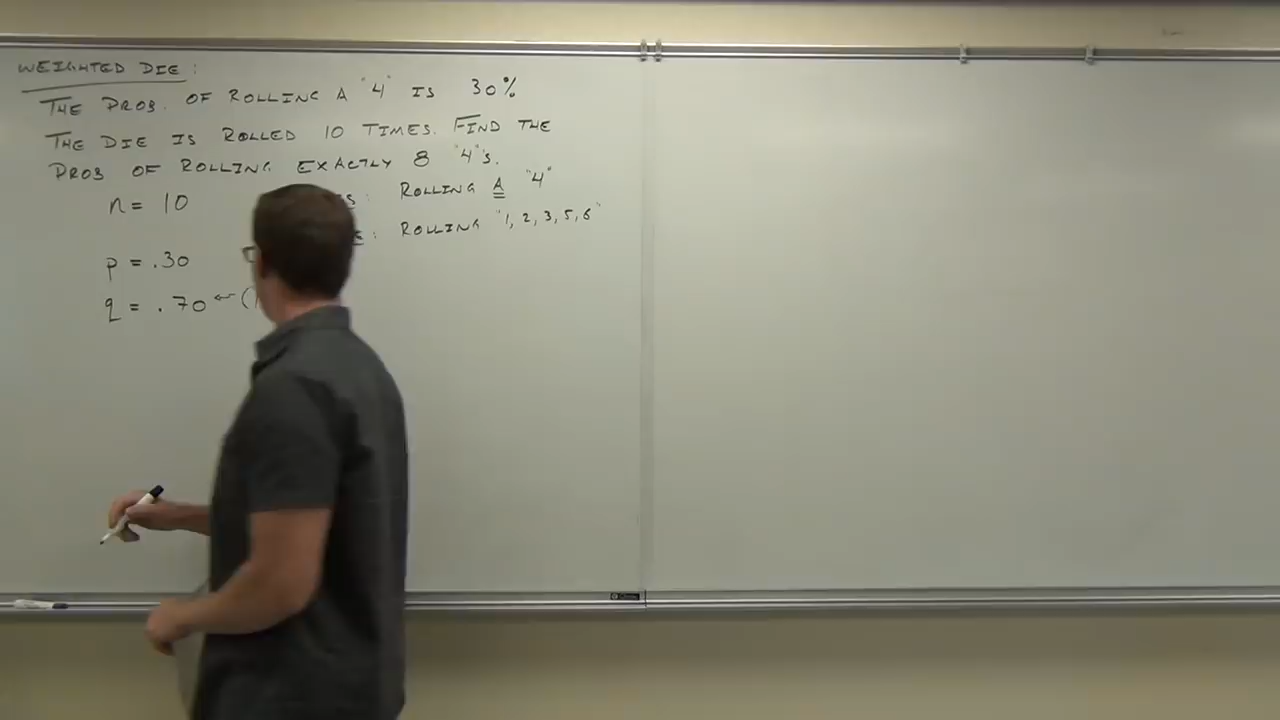 WEIGHTED DIE:
THE PROB. OF ROLLING A "4" IS 30%
THE DIE IS ROLLED 10 TIMES. FIND THE
PROB OF ROLLING EXACTLY 8 "4"S.
n = 10 : ROLLING A "4"
: ROLLING "1, 2, 3, 5, 6"
p = .30
q = .70 ← (